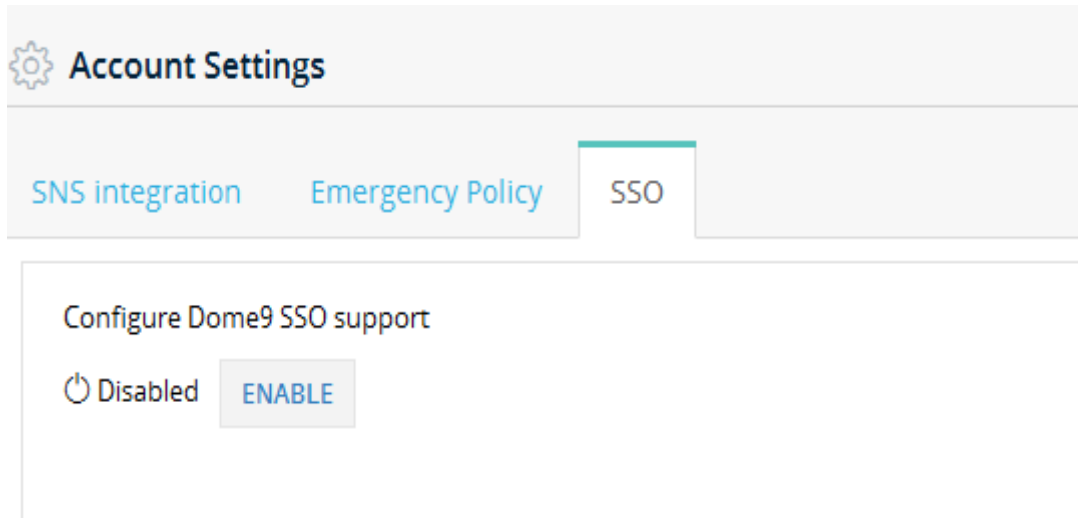 Account Settings
SNS integration Emergency Policy SSO
Configure Dome9 SSO support
Disabled ENABLE